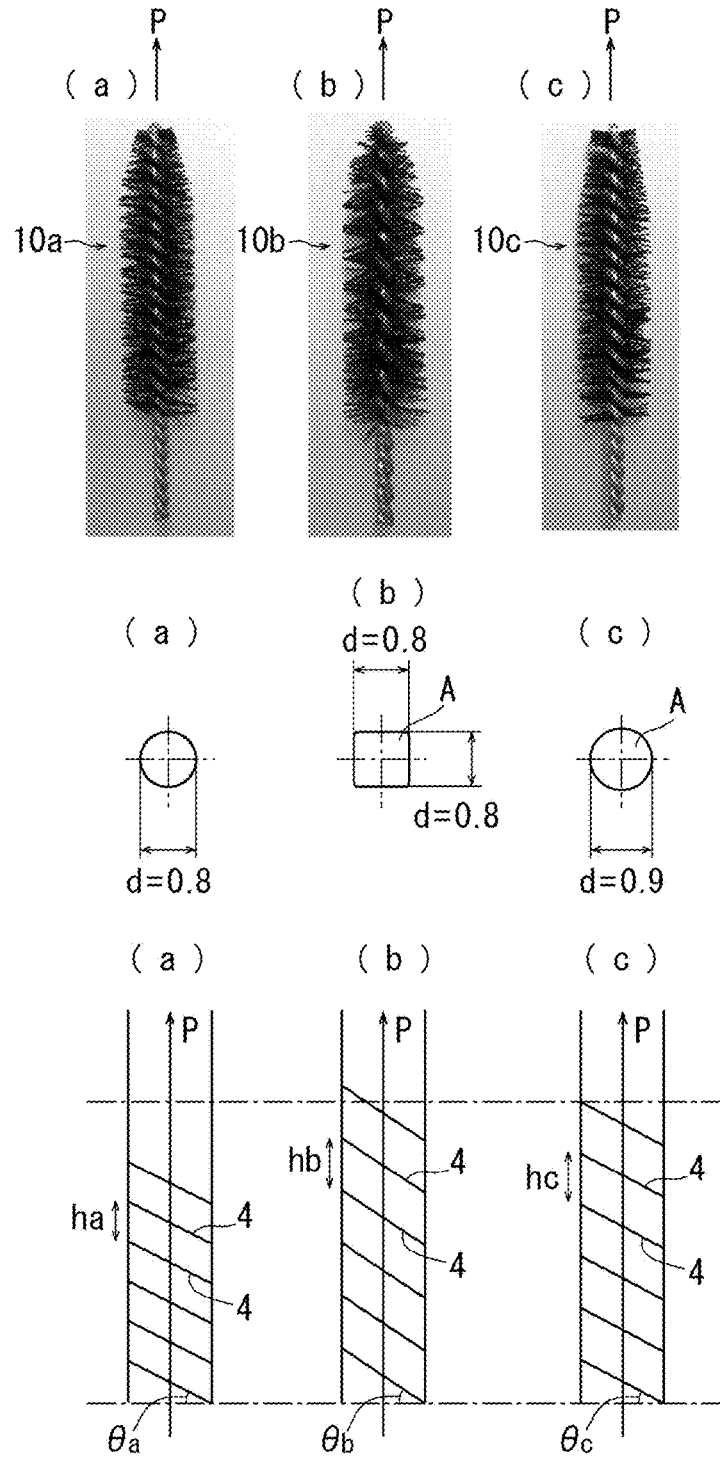 P P P
( a ) ( b ) ( c )
10a 10b 10c
( b )
( a ) d=0.8 ( c )
A A
d=0.8
d=0.8 d=0.9
( a ) ( b ) ( c )
P P P
hb 4 hc 4
ha 4 4 4
4
θa θb θc